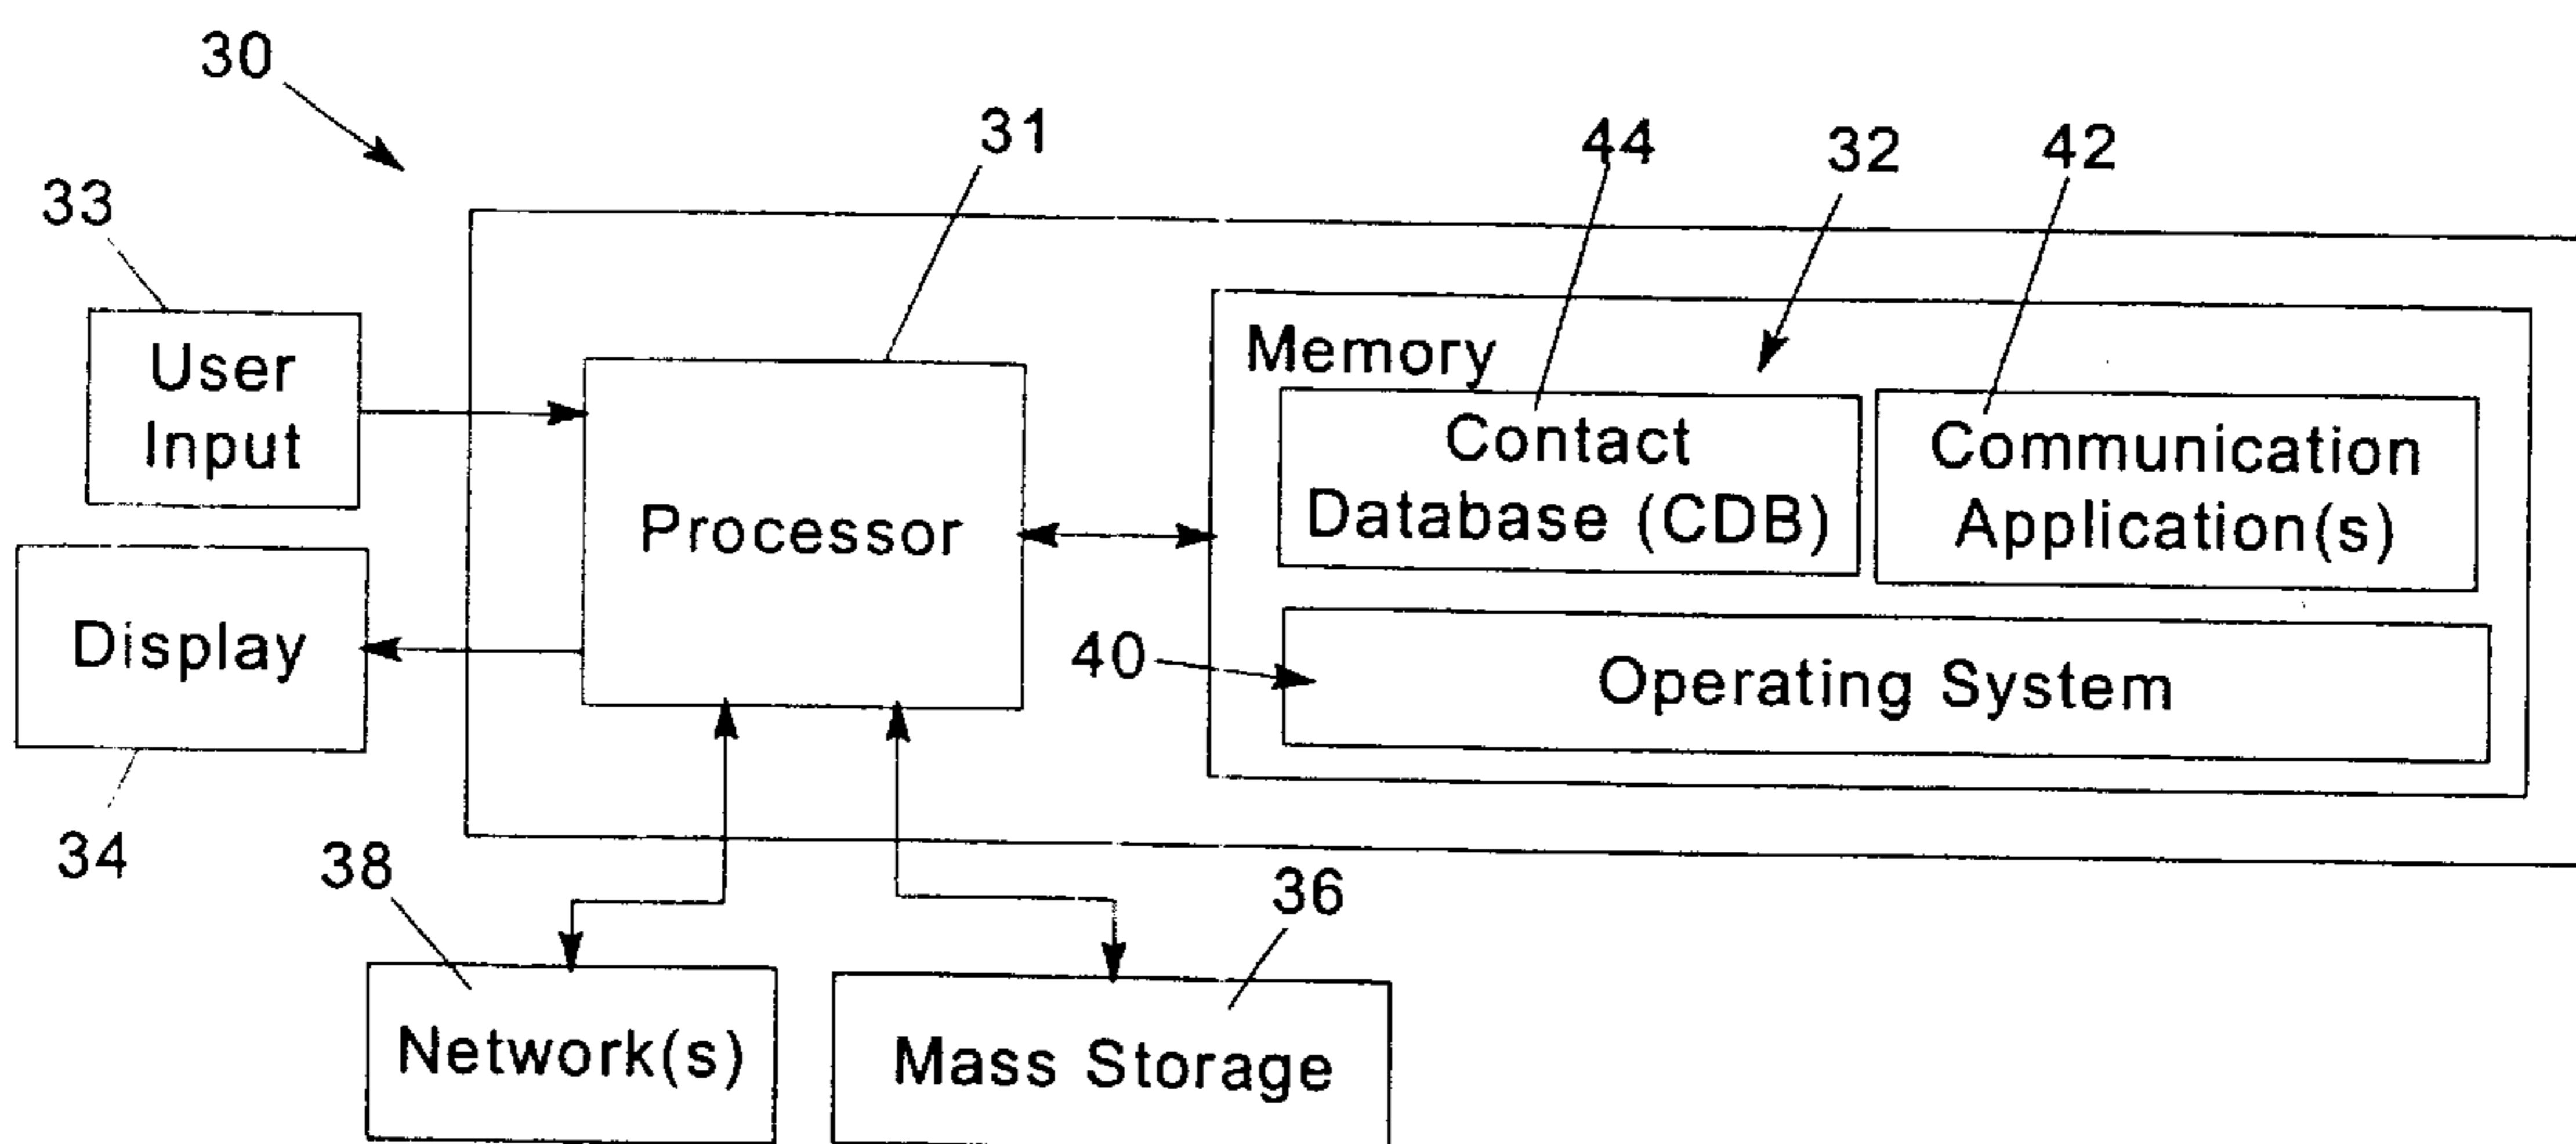 30
31
44
32
42
33
Memory
User
Input
Contact
Database (CDB)
Communication
Application(s)
Processor
Display
40
Operating System
34
38
36
Network(s)
Mass Storage